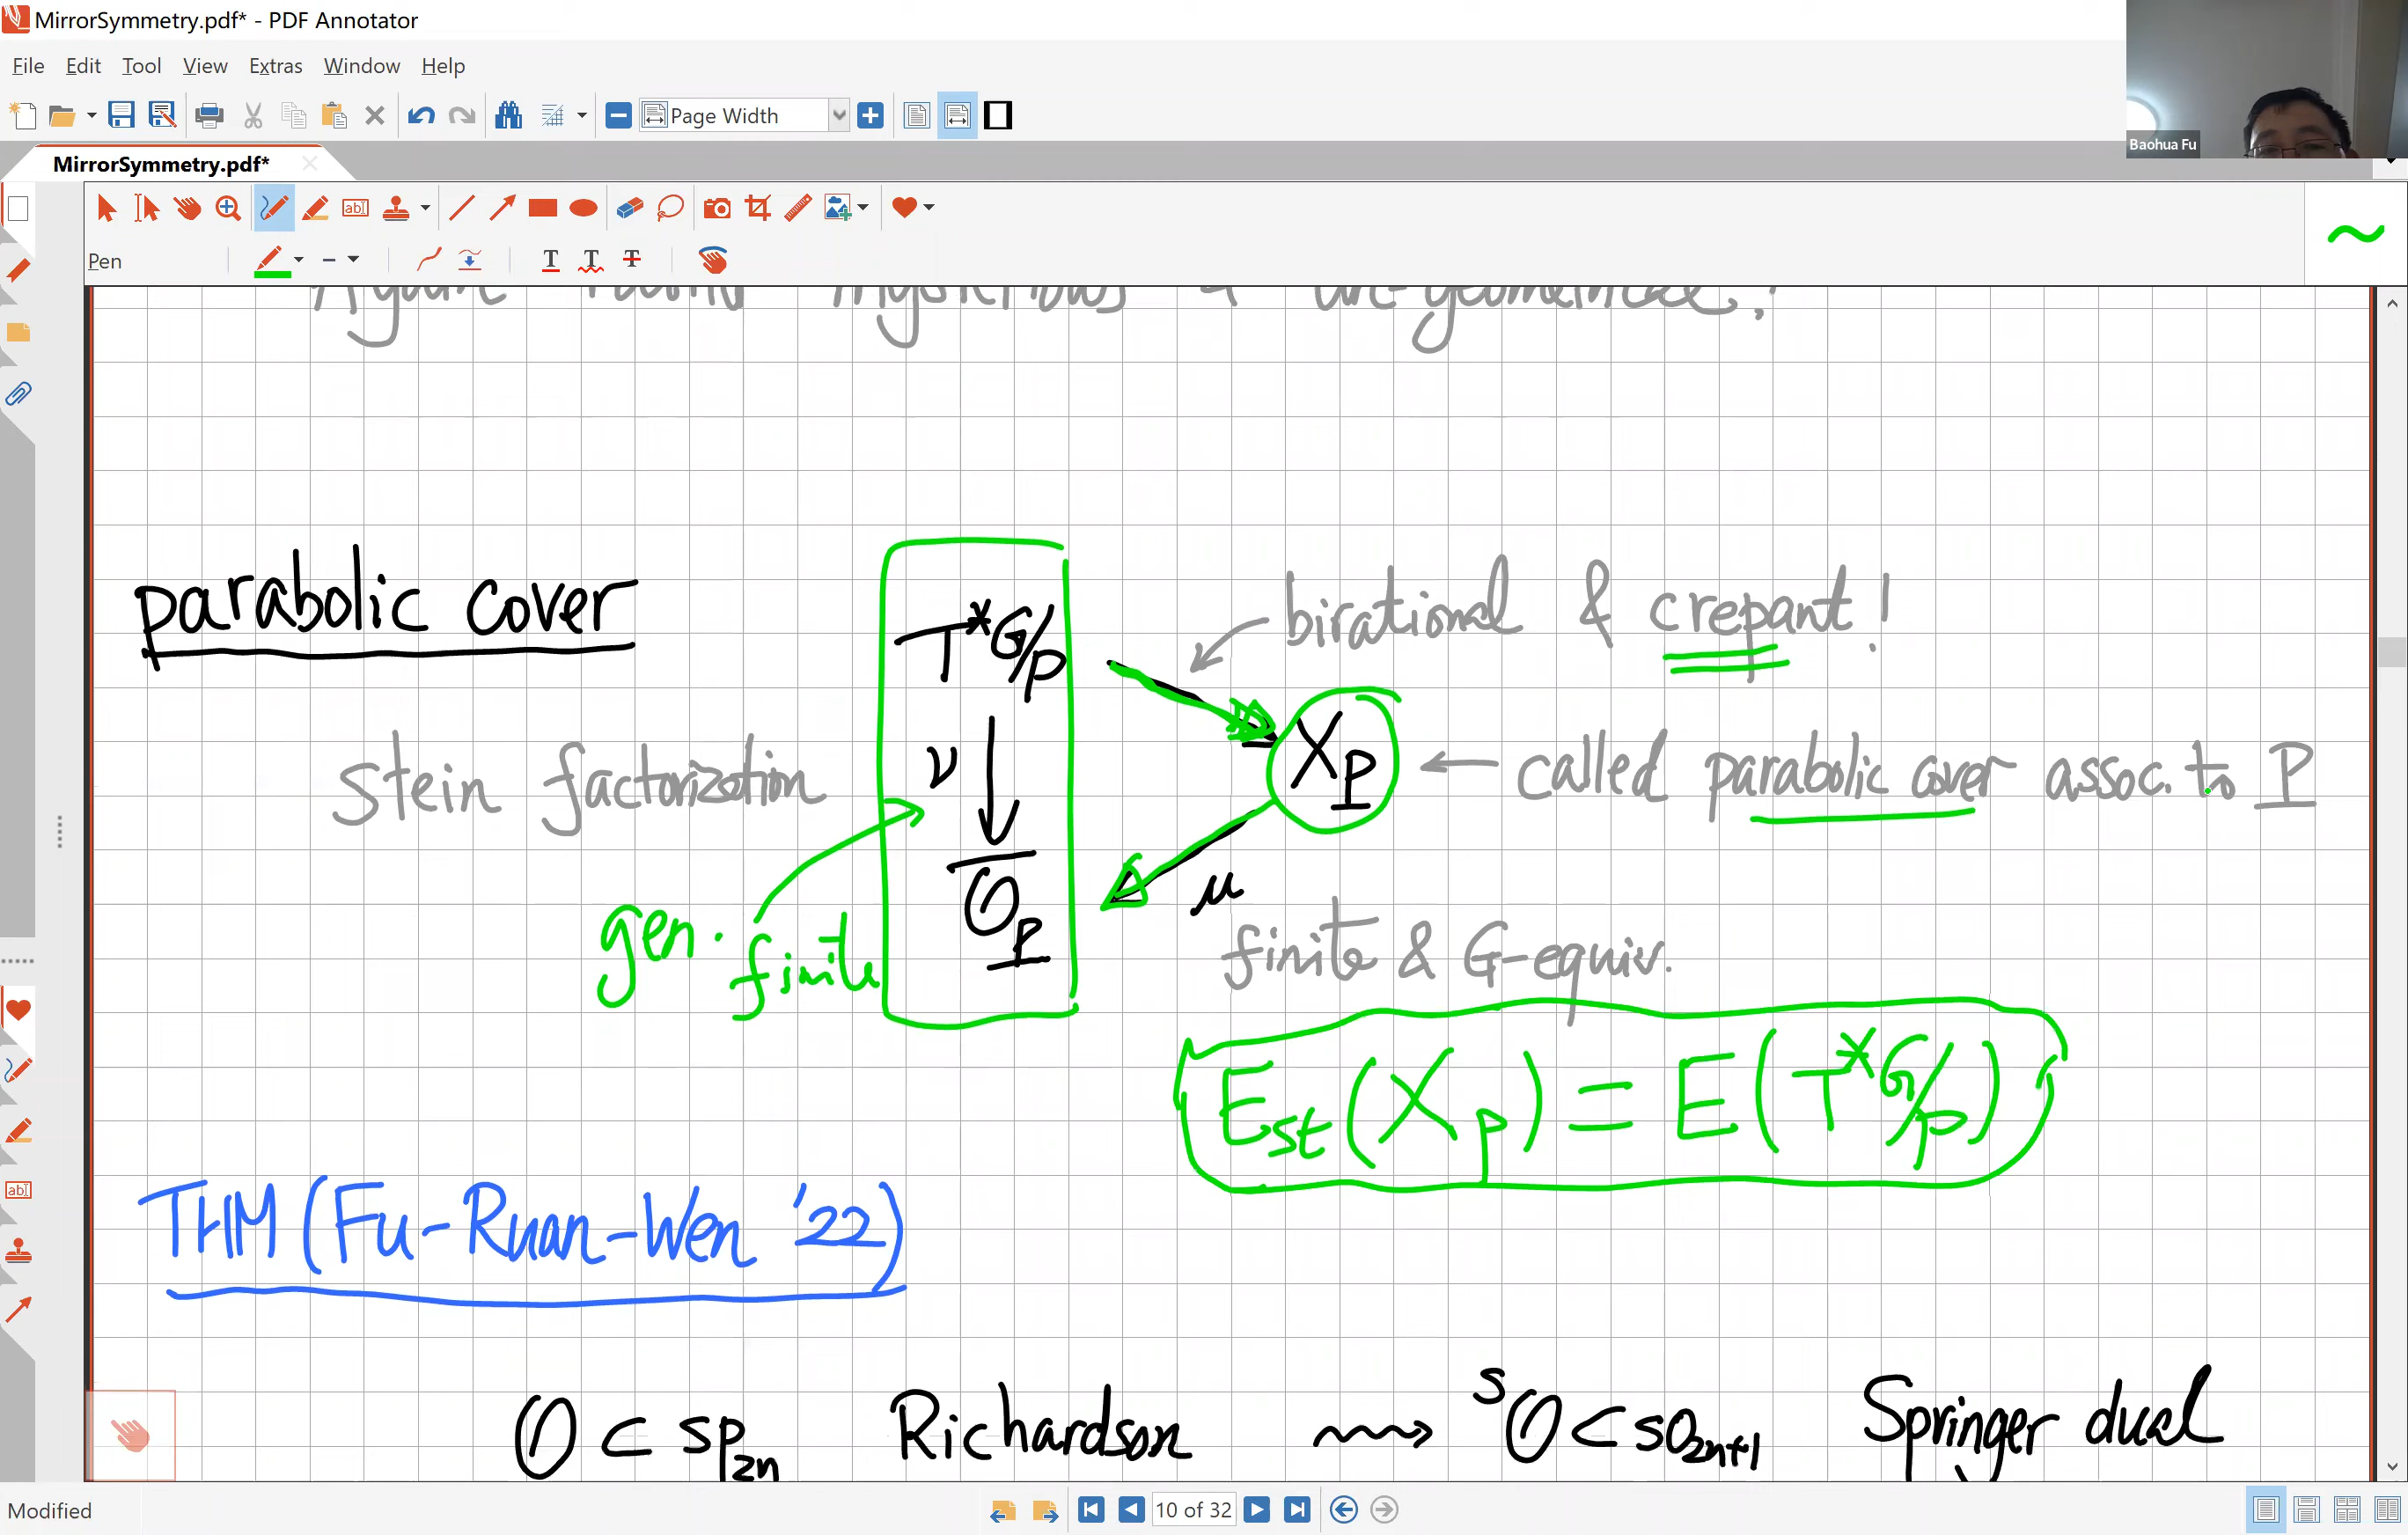 MirrorSymmetry.pdf* - PDF Annotator
File Edit Tool View Extras Window Help
Page Width
Baohua Fu
MirrorSymmetry.pdf*
Pen
parabolic cover
T*G/P
birational & crepant!
Stein factorization
ν
X_P ← called parabolic cover assoc. to P
gen. finite
O̅_P
μ
finite & G-equiv.
E_st(X_P) = E(T*G/P)
THM (Fu-Ruan-Wen '22)
O ⊂ sp_2n Richardson ⇝ ^S O ⊂ so_2n+1 Springer dual
Modified
10 of 32